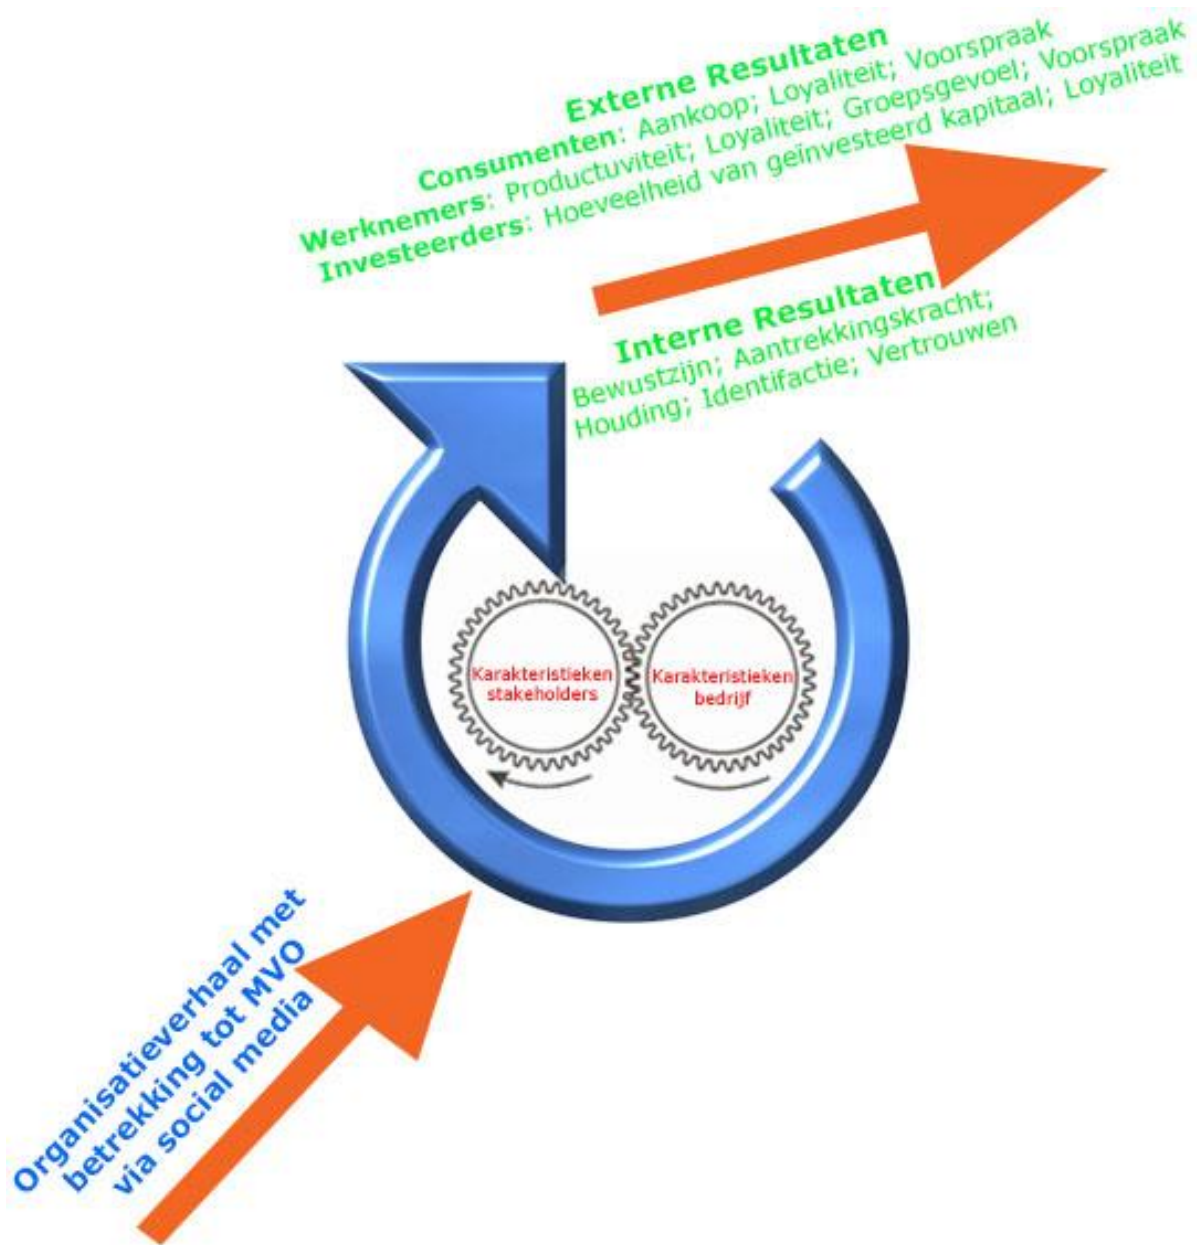 Externe Resultaten
Consumenten: Aankoop; Loyaliteit; Voorspraak
Werknemers: Productuviteit; Loyaliteit; Groepsgevoel; Voorspraak
Investeerders: Hoeveelheid van geïnvesteerd kapitaal; Loyaliteit
Interne Resultaten
Bewustzijn; Aantrekkingskracht;
Houding; Identifactie; Vertrouwen
Karakteristieken
stakeholders
Karakteristieken
bedrijf
Organisatieverhaal met
betrekking tot MVO
via social media